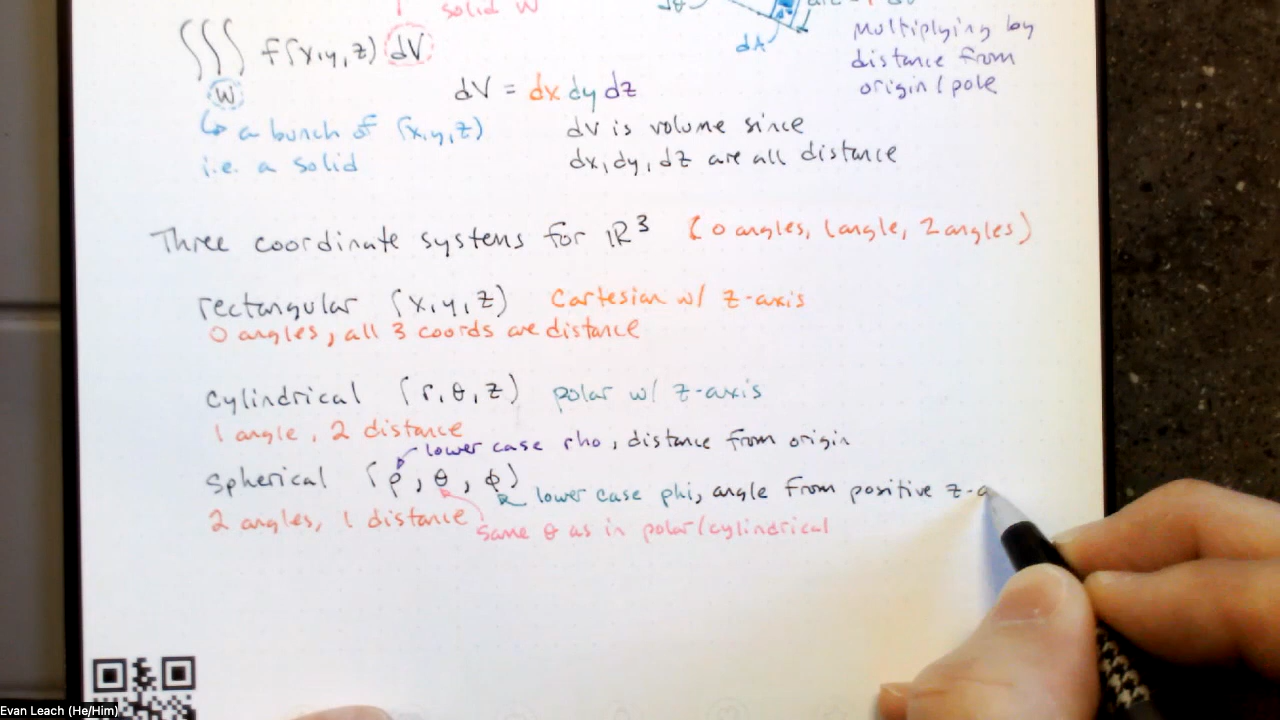 solid W
∭ f(x,y,z) dV
W
dA
Multiplying by
distance from
origin/pole
dV = dx dy dz
↳ a bunch of (x,y,z)
i.e. a solid
dV is volume since
dx, dy, dz are all distance
Three coordinate systems for ℝ³ (0 angles, 1 angle, 2 angles)
rectangular (x,y,z) Cartesian w/ z-axis
0 angles, all 3 coords are distance
Cylindrical (r,θ,z) polar w/ z-axis
1 angle, 2 distance
lower case rho, distance from origin
Spherical (ρ, θ, φ)
lower case phi, angle from positive z-a
2 angles, 1 distance
same θ as in polar/cylindrical
Evan Leach (He/Him)